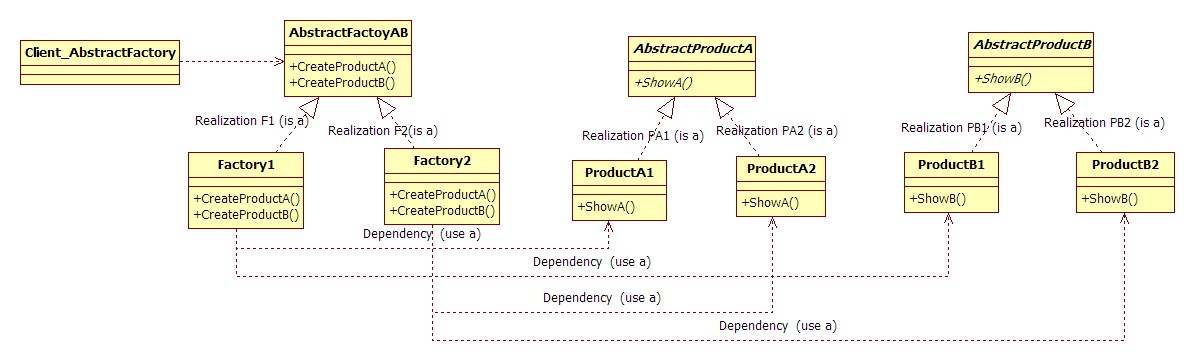 Client_AbstractFactory
AbstractFactoyAB
+CreateProductA()
+CreateProductB()
AbstractProductA
+ShowA()
AbstractProductB
+ShowB()
Realization F1 (is a)
Realization F2(is a)
Realization PA1 (is a)
Realization PA2 (is a)
Realization PB1 (is a)
Realization PB2 (is a)
Factory1
+CreateProductA()
+CreateProductB()
Factory2
+CreateProductA()
+CreateProductB()
ProductA1
+ShowA()
ProductA2
+ShowA()
ProductB1
+ShowB()
ProductB2
+ShowB()
Dependency (use a)
Dependency (use a)
Dependency (use a)
Dependency (use a)